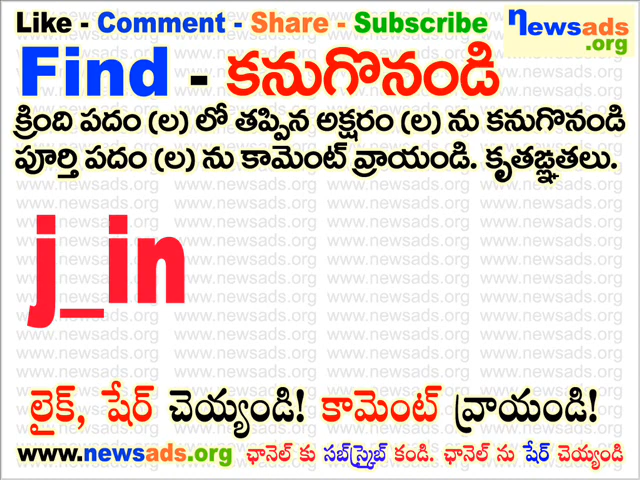 Like - Comment - Share - Subscribe
newsads
.org
Find - కనుగొనండి
క్రింది పదం (ల) లో తప్పిన అక్షరం (ల) ను కనుగొనండి
పూర్తి పదం (ల) ను కామెంట్ వ్రాయండి. కృతఙ్ఞతలు.
j_in
లైక్, షేర్ చెయ్యండి! కామెంట్ వ్రాయండి!
www.newsads.org ఛానెల్ కు సబ్‌స్క్రైబ్ కండి. ఛానెల్ ను షేర్ చెయ్యండి